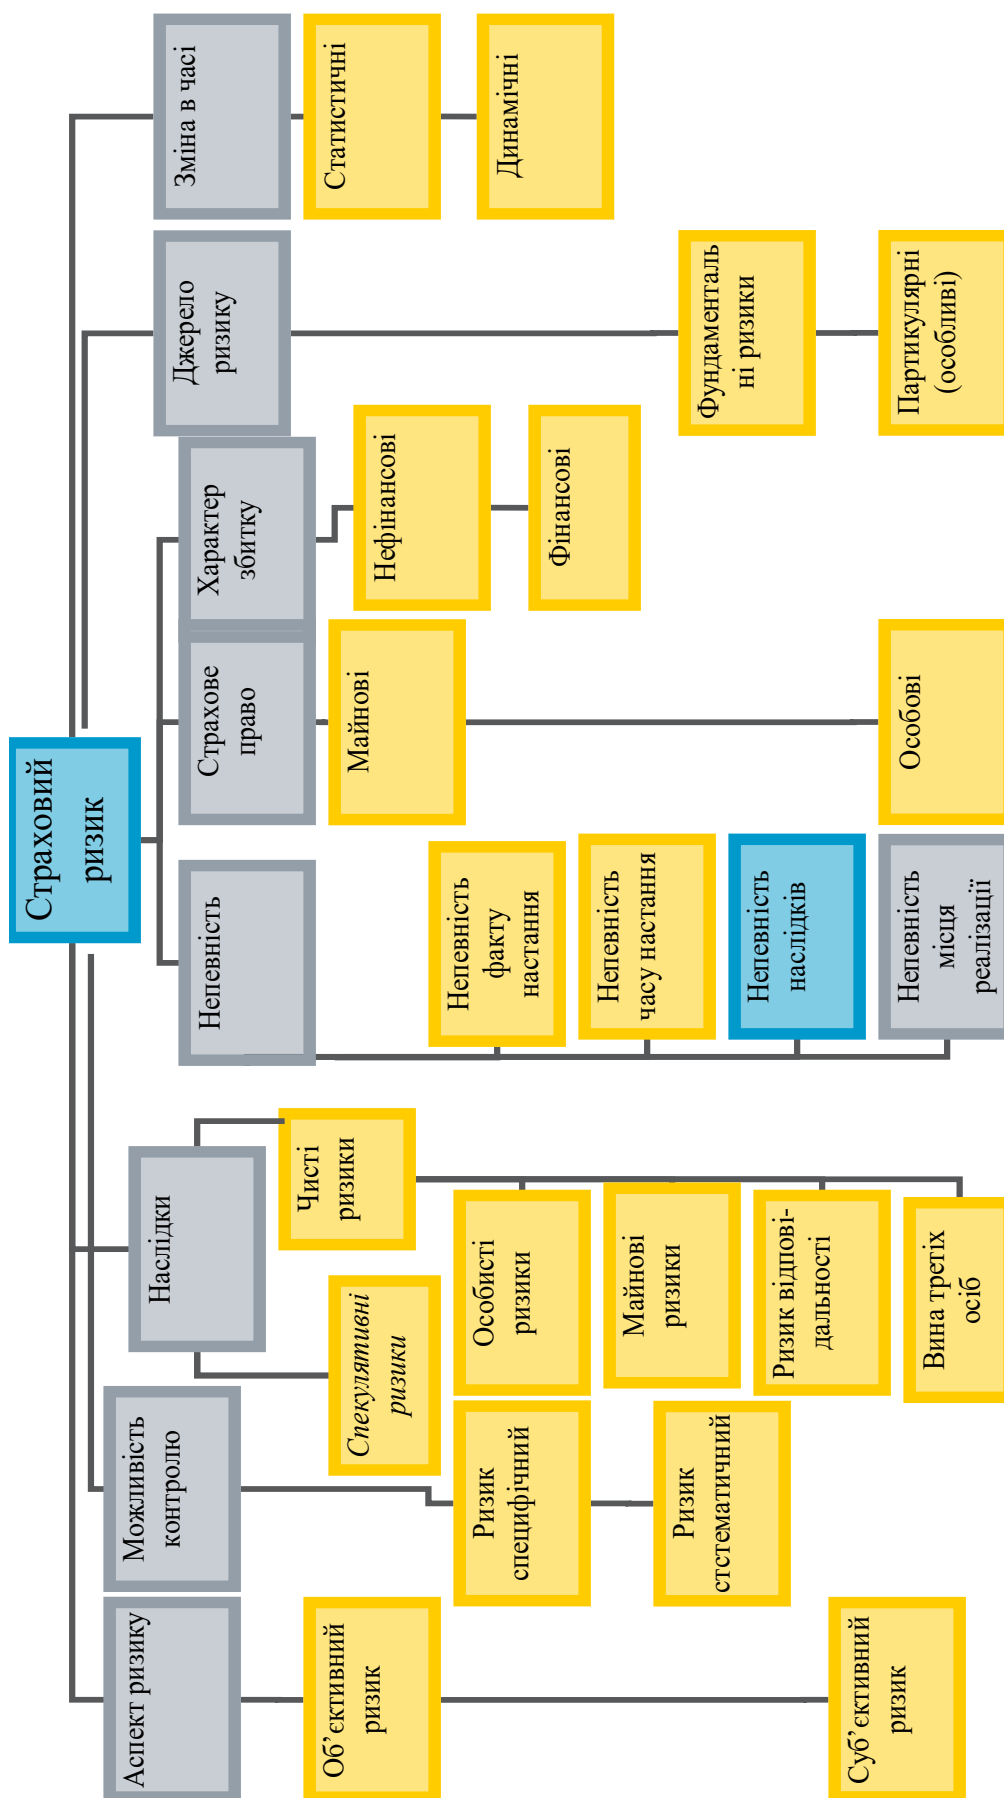 Страховий
ризик
Аспект ризику
Об’єктивний
ризик
Суб’єктивний
ризик
Можливість
контролю
Ризик
специфічний
Ризик
стстематичний
Наслідки
Спекулятивні
ризики
Чисті
ризики
Особисті
ризики
Майнові
ризики
Ризик відпові-
дальності
Вина третіх
осіб
Непевність
Непевність
факту
настання
Непевність
часу настання
Непевність
наслідків
Непевність
місця
реалізації
Страхове
право
Майнові
Особові
Характер
збитку
Нефінансові
Фінансові
Джерело
ризику
Фундаменталь
ні ризики
Партикулярні
(особливі)
Зміна в часі
Статистичні
Динамічні